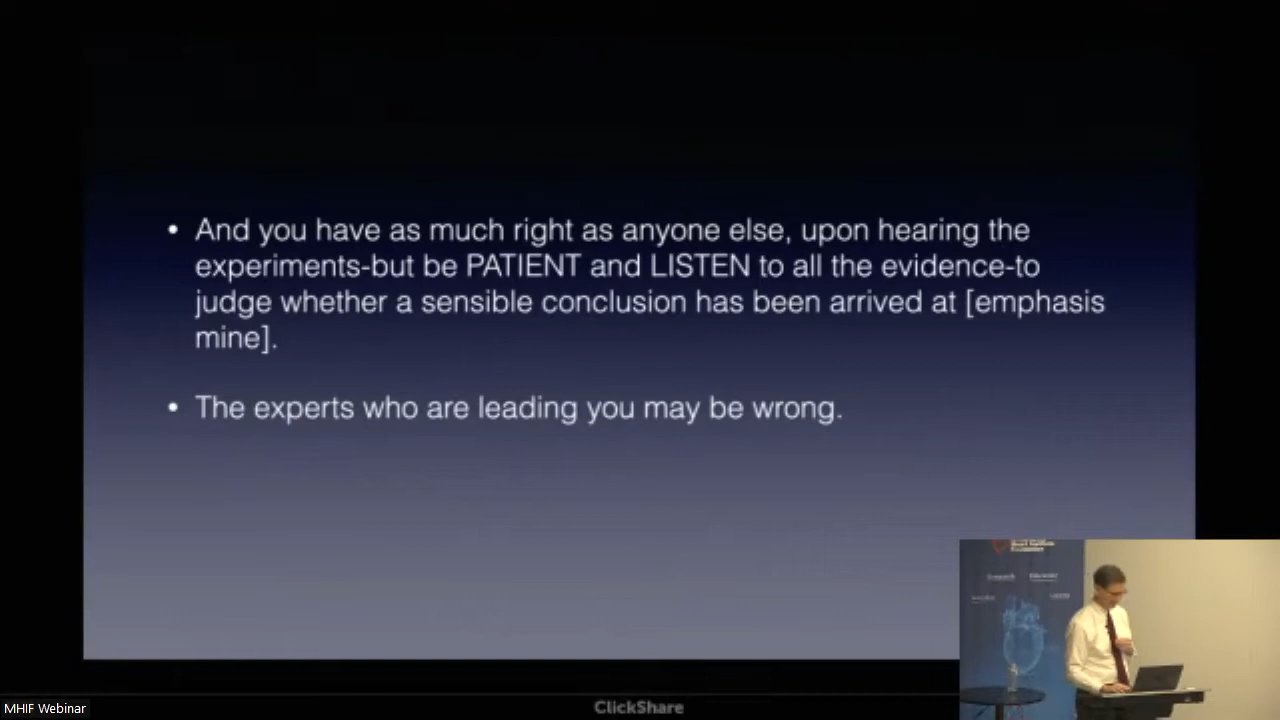 • And you have as much right as anyone else, upon hearing the
experiments-but be PATIENT and LISTEN to all the evidence-to
judge whether a sensible conclusion has been arrived at [emphasis
mine].
• The experts who are leading you may be wrong.
MHIF Webinar
ClickShare